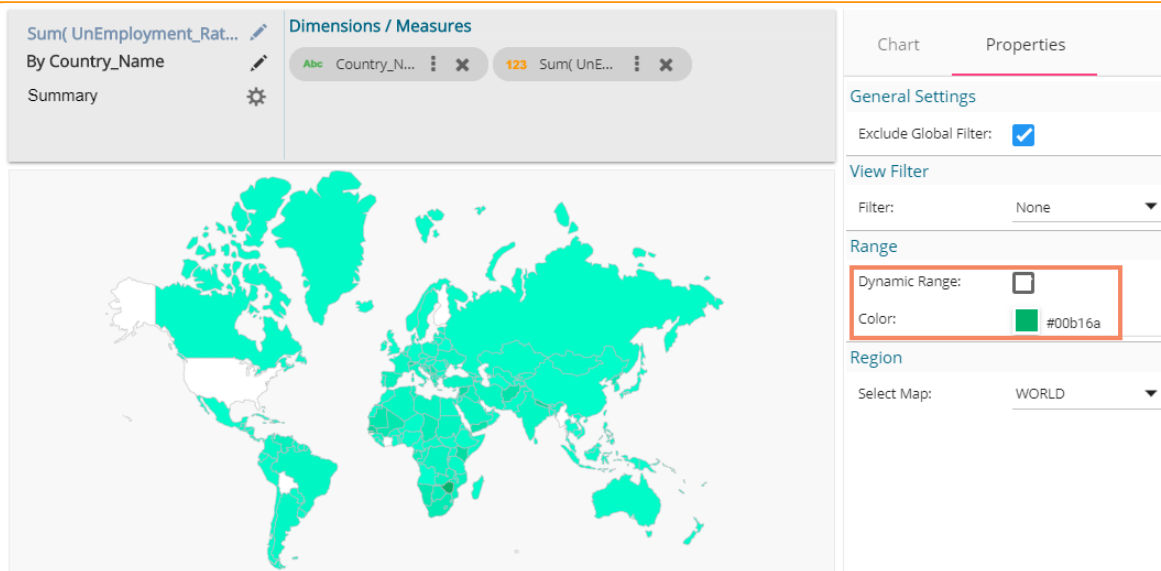 Sum( UnEmployment_Rat...
By Country_Name
Summary
Dimensions / Measures
Abc Country_N...
123 Sum( UnE...
Chart Properties
General Settings
Exclude Global Filter:
View Filter
Filter: None
Range
Dynamic Range:
Color: #00b16a
Region
Select Map: WORLD